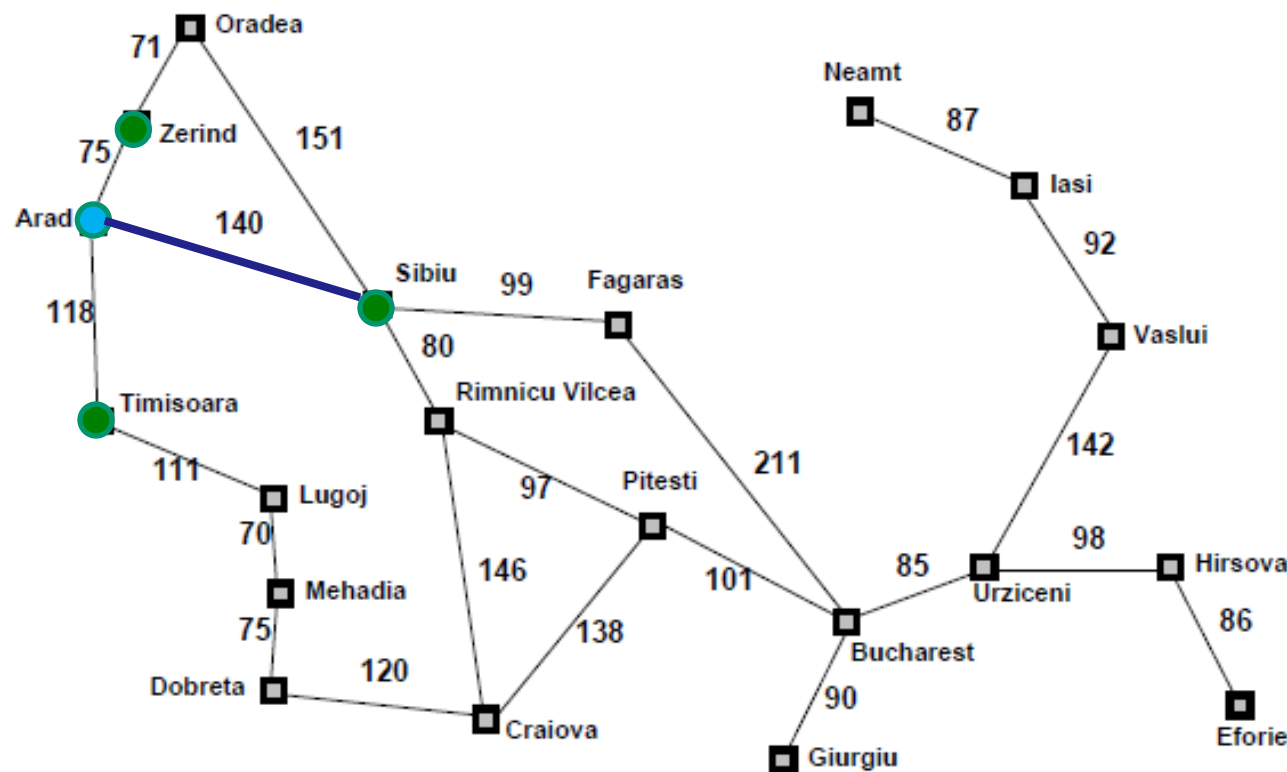 Oradea
71
Neamt
87
Zerind
151
75
Iasi
Arad
140
92
Sibiu
99
Fagaras
118
80
Vaslui
Timisoara
Rimnicu Vilcea
142
111
211
97
Pitesti
Lugoj
70
98
146
101
85
Hirsova
Urziceni
Mehadia
75
138
86
Bucharest
120
Dobreta
90
Craiova
Eforie
Giurgiu